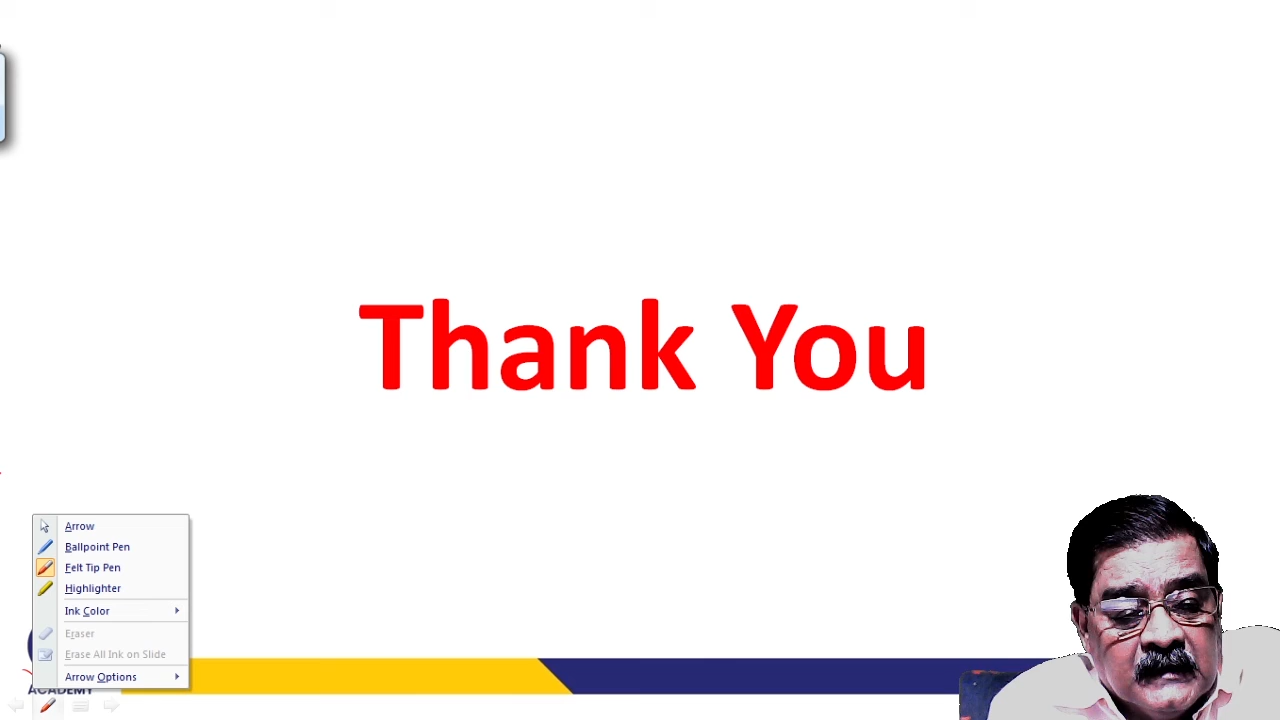 Thank You
Arrow
Ballpoint Pen
Felt Tip Pen
Highlighter
Ink Color
Eraser
Erase All Ink on Slide
Arrow Options
ACADEMY